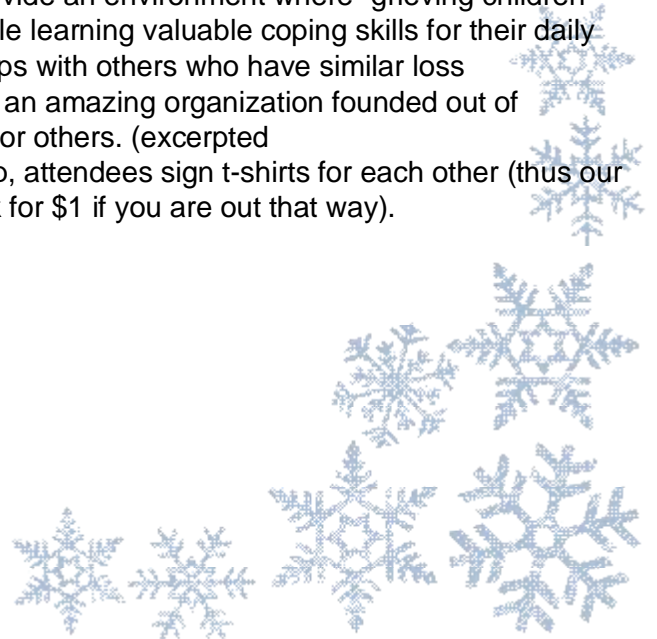 vide an environment where "grieving children
le learning valuable coping skills for their daily
ps with others who have similar loss
an amazing organization founded out of
or others. (excerpted
o, attendees sign t-shirts for each other (thus our
for $1 if you are out that way).